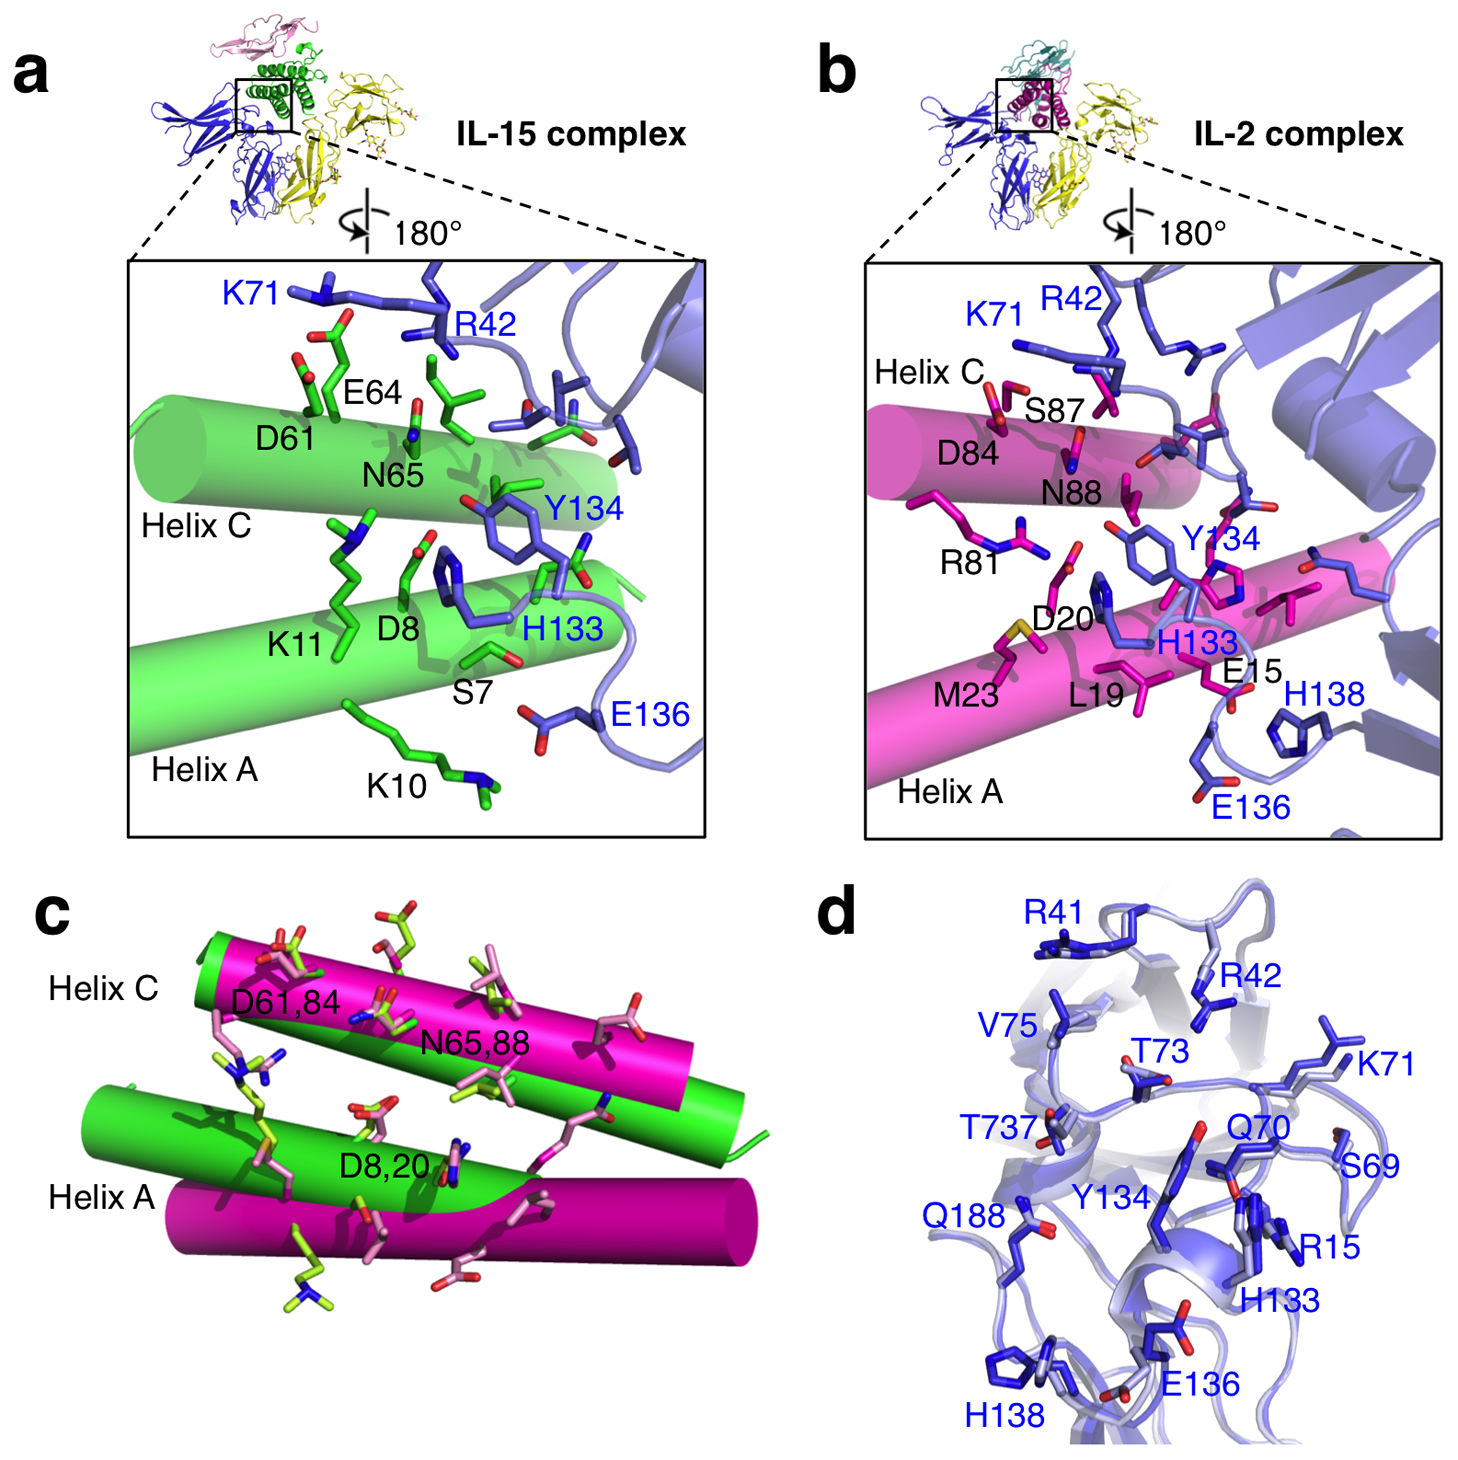 a
IL-15 complex
180°
K71
R42
E64
D61
N65
Helix C
Y134
K11
D8
H133
S7
E136
Helix A
K10
b
IL-2 complex
180°
K71
R42
Helix C
S87
D84
N88
Y134
R81
D20
H133
E15
M23
L19
H138
Helix A
E136
c
Helix C
D61,84
N65,88
D8,20
Helix A
d
R41
R42
V75
T73
K71
T737
Q70
S69
Y134
Q188
R15
H133
E136
H138